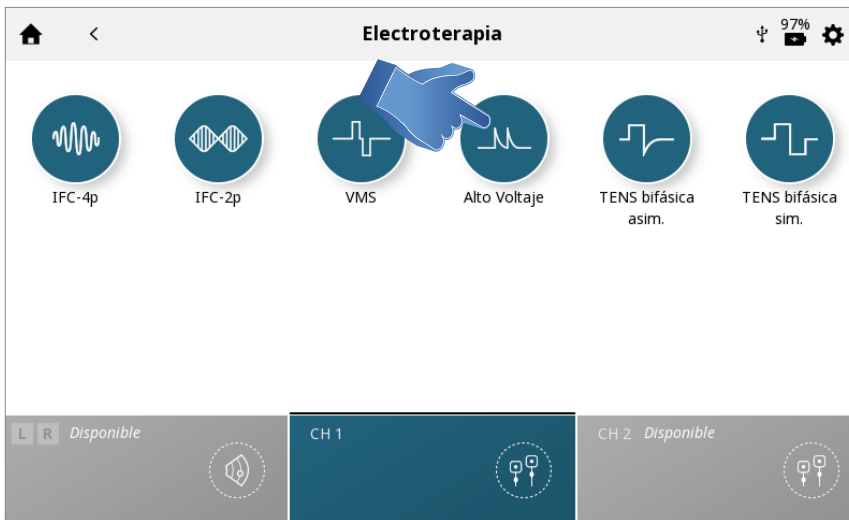 Electroterapia
97%
IFC-4p
IFC-2p
VMS
Alto Voltaje
TENS bifásica
asim.
TENS bifásica
sim.
L R Disponible
CH 1
CH 2 Disponible